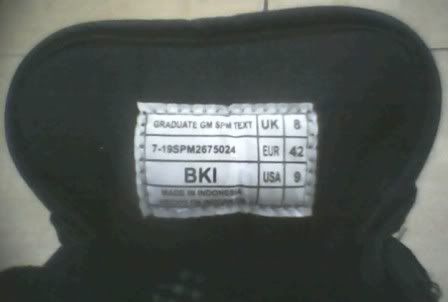 GRADUATE GM SPM TEXT UK 8
7-19SPM2675024 EUR 42
BKI USA 9
MADE IN INDONESIA